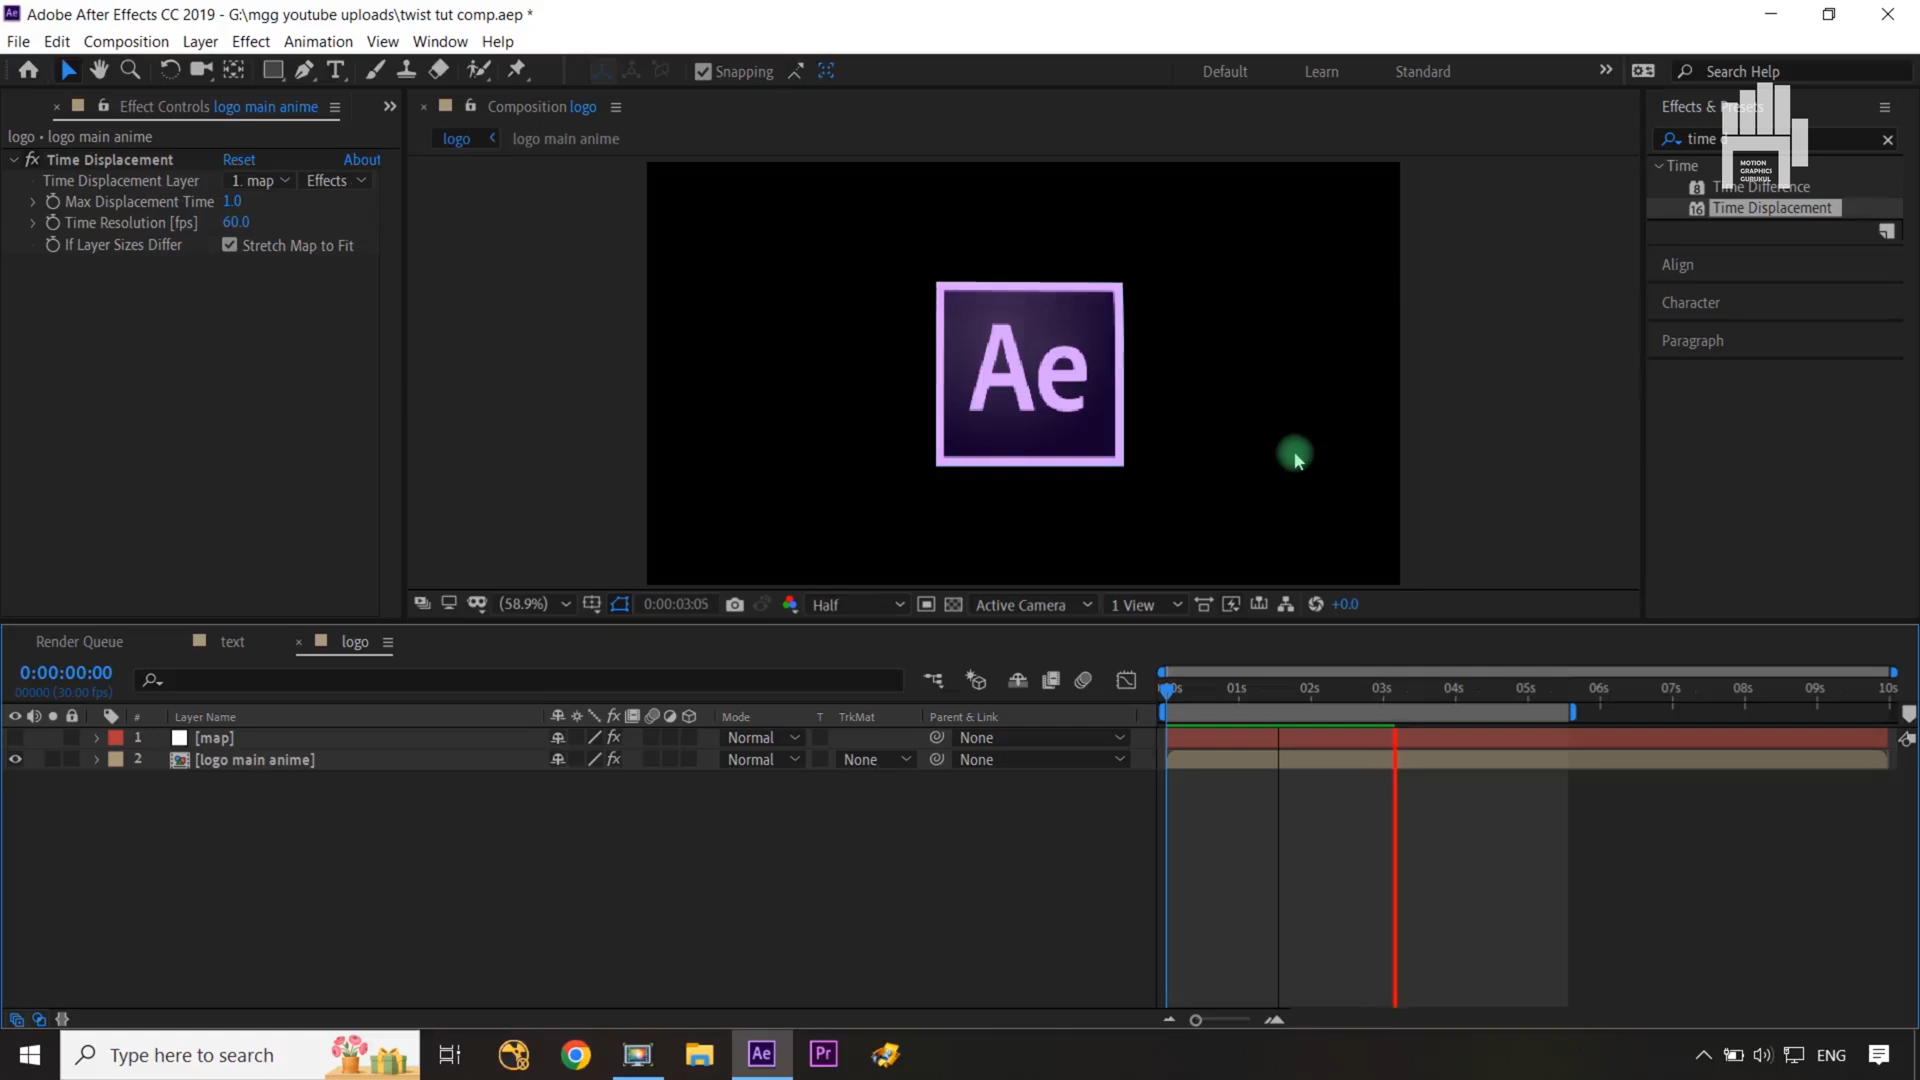 Adobe After Effects CC 2019 - G:\mgg youtube uploads\twist tut comp.aep *
File Edit Composition Layer Effect Animation View Window Help
Snapping Default Learn Standard Search Help
Effect Controls logo main anime
Composition logo
Effects &
logo • logo main anime
logo
logo main anime
time
Time Displacement Reset About
Time Displacement Layer 1. map Effects
Max Displacement Time 1.0
Time Resolution [fps] 60.0
If Layer Sizes Differ Stretch Map to Fit
Time
Time Difference
Time Displacement
MOTION
GRAPHICS
GURUKUL
Align
Character
Paragraph
Ae
(58.9%) 0:00:03:05 Half Active Camera 1 View +0.0
Render Queue text logo
0:00:00:00
00000 (30.00 fps)
01s 02s 03s 04s 05s 06s 07s 08s 09s 10s
# Layer Name Mode T TrkMat Parent & Link
1 [map] Normal None
2 [logo main anime] Normal None None
Type here to search Ae Pr ENG